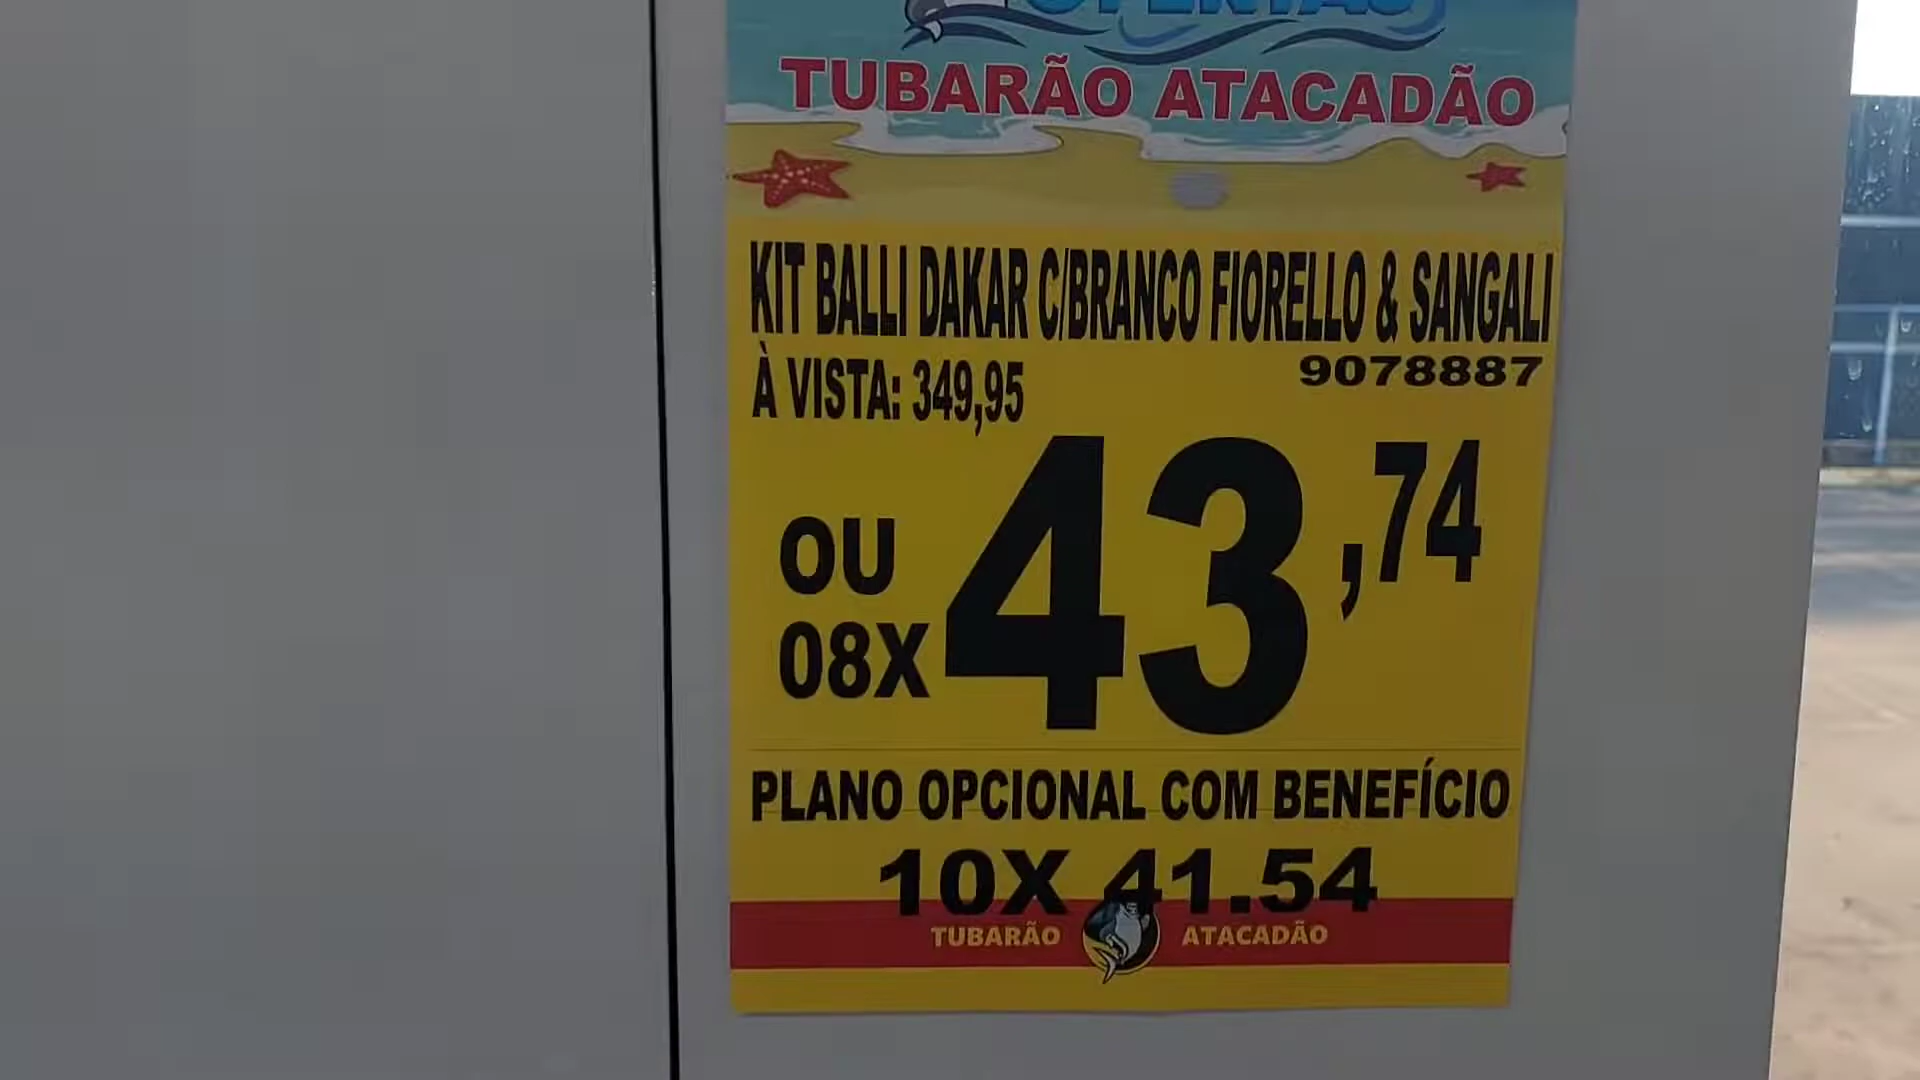 OFERTAS
TUBARÃO ATACADÃO
KIT BALLI DAKAR C/BRANCO FIORELLO & SANGALI
À VISTA: 349,95
9078887
OU
08X
43,74
PLANO OPCIONAL COM BENEFÍCIO
10X 41.54
TUBARÃO ATACADÃO